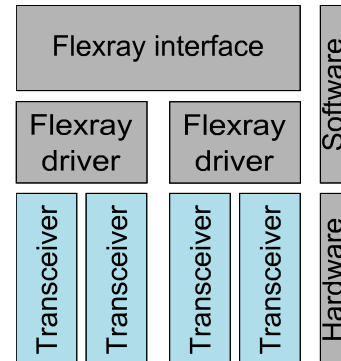 Flexray interface
Software
Flexray
driver
Flexray
driver
Transceiver
Transceiver
Transceiver
Transceiver
Hardware